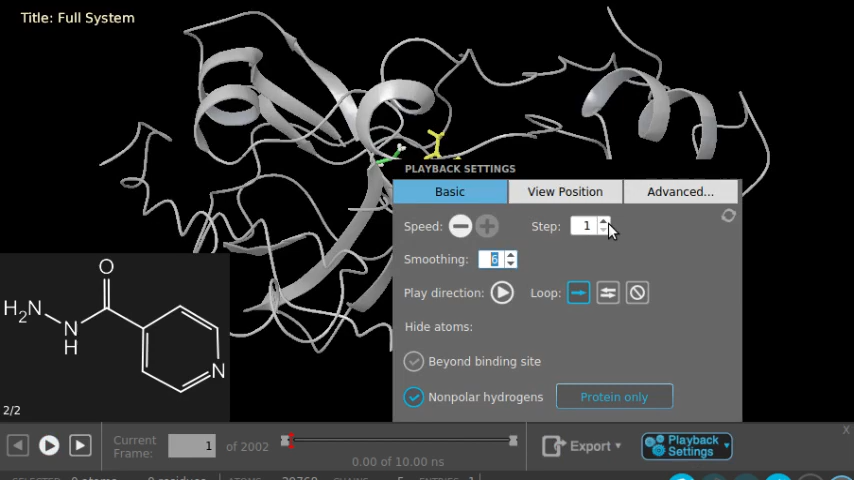 Title: Full System
PLAYBACK SETTINGS
Basic
View Position
Advanced...
Speed:
Step: 1
Smoothing: 6
Play direction:
Loop:
Hide atoms:
Beyond binding site
Nonpolar hydrogens
Protein only
O
H2N
N
H
N
2/2
Current
Frame:
1
of 2002
0.00 of 10.00 ns
Export
Playback
Settings
x